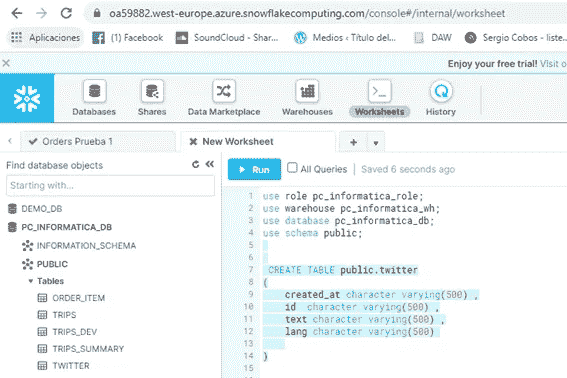 oa59882.west-europe.azure.snowflakecomputing.com/console#/internal/worksheet
Aplicaciones (1) Facebook SoundCloud - Shar... Medios ‹ Título del... DAW Sergio Cobos - liste...
Enjoy your free trial! Visit o
Databases Shares Data Marketplace Warehouses Worksheets History
Orders Prueba 1 New Worksheet
Find database objects
Starting with...
DEMO_DB
PC_INFORMATICA_DB
INFORMATION_SCHEMA
PUBLIC
Tables
ORDER_ITEM
TRIPS
TRIPS_DEV
TRIPS_SUMMARY
TWITTER
Run All Queries Saved 6 seconds ago
1 use role pc_informatica_role;
2 use warehouse pc_informatica_wh;
3 use database pc_informatica_db;
4 use schema public;
5
6
7 CREATE TABLE public.twitter
8 (
9 created_at character varying(500) ,
10 id character varying(500) ,
11 text character varying(500) ,
12 lang character varying(500)
13
14 )
15